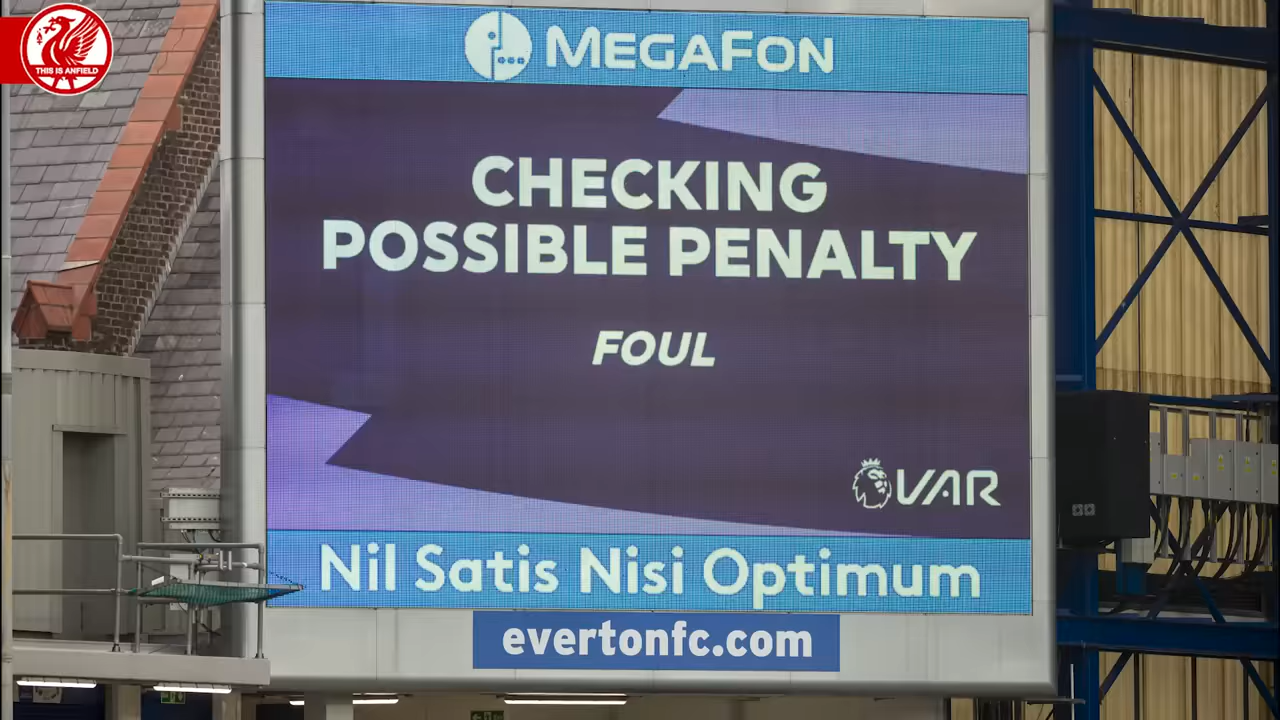 THIS IS ANFIELD
MEGAFON
CHECKING
POSSIBLE PENALTY
FOUL
VAR
Nil Satis Nisi Optimum
evertonfc.com